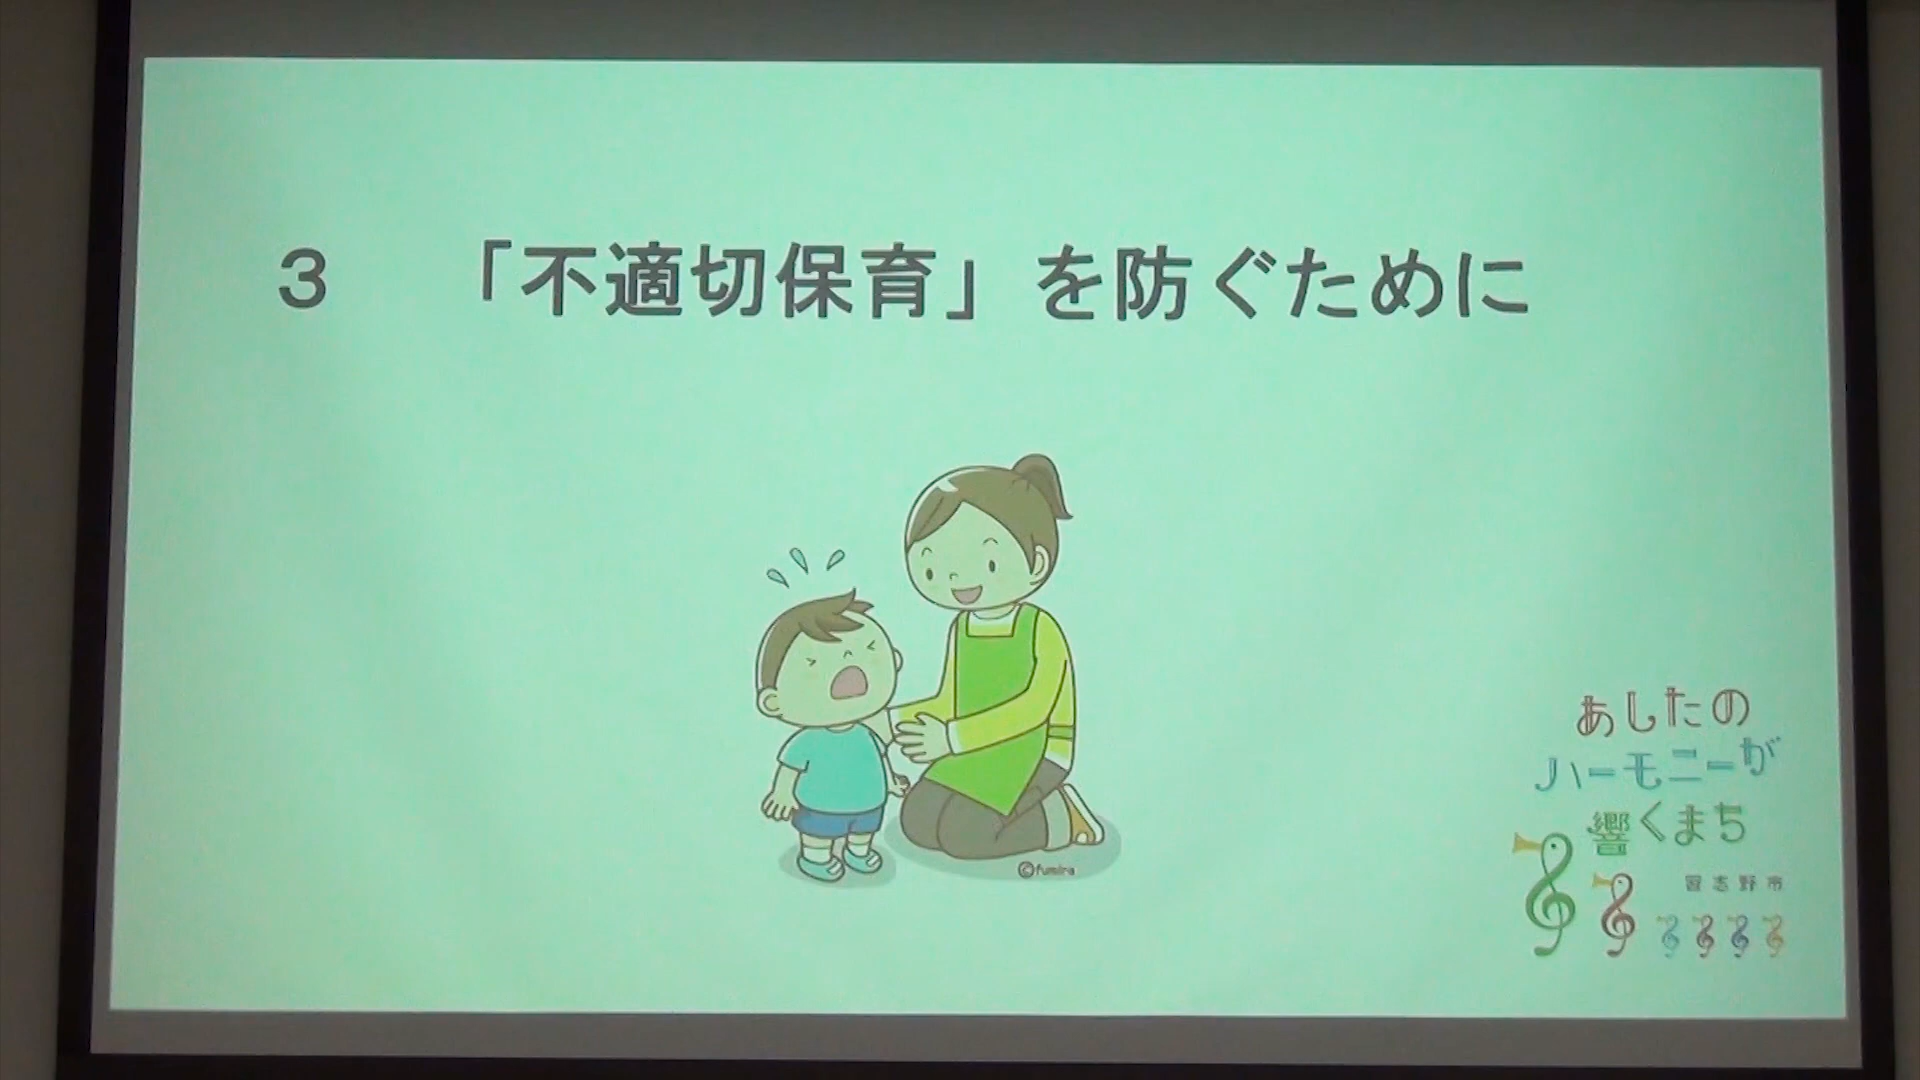 ３　「不適切保育」を防ぐために
©fumira
あしたの
ハーモニーが
響くまち
習志野市